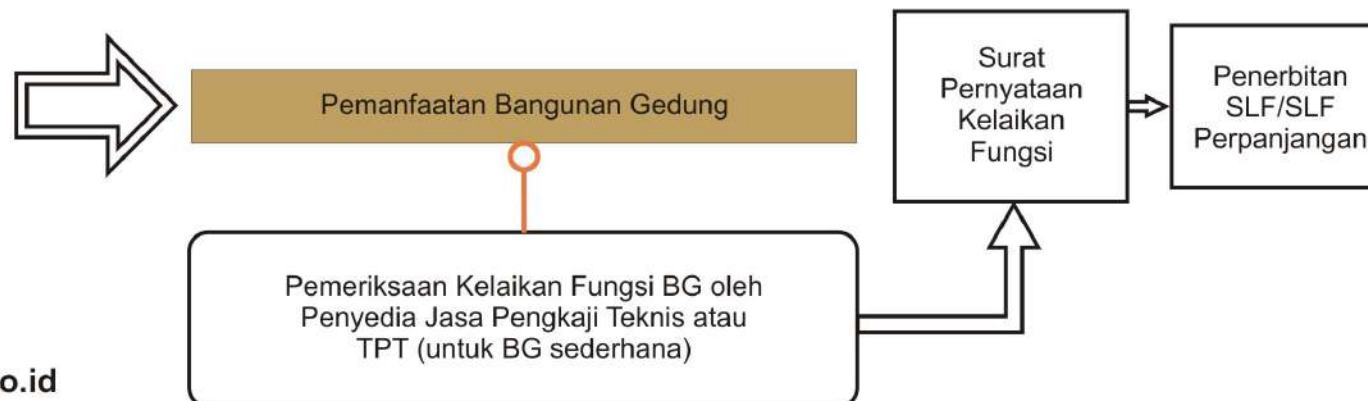 Pemanfaatan Bangunan Gedung
Surat
Pernyataan
Kelaikan
Fungsi
Penerbitan
SLF/SLF
Perpanjangan
Pemeriksaan Kelaikan Fungsi BG oleh
Penyedia Jasa Pengkaji Teknis atau
TPT (untuk BG sederhana)
o.id